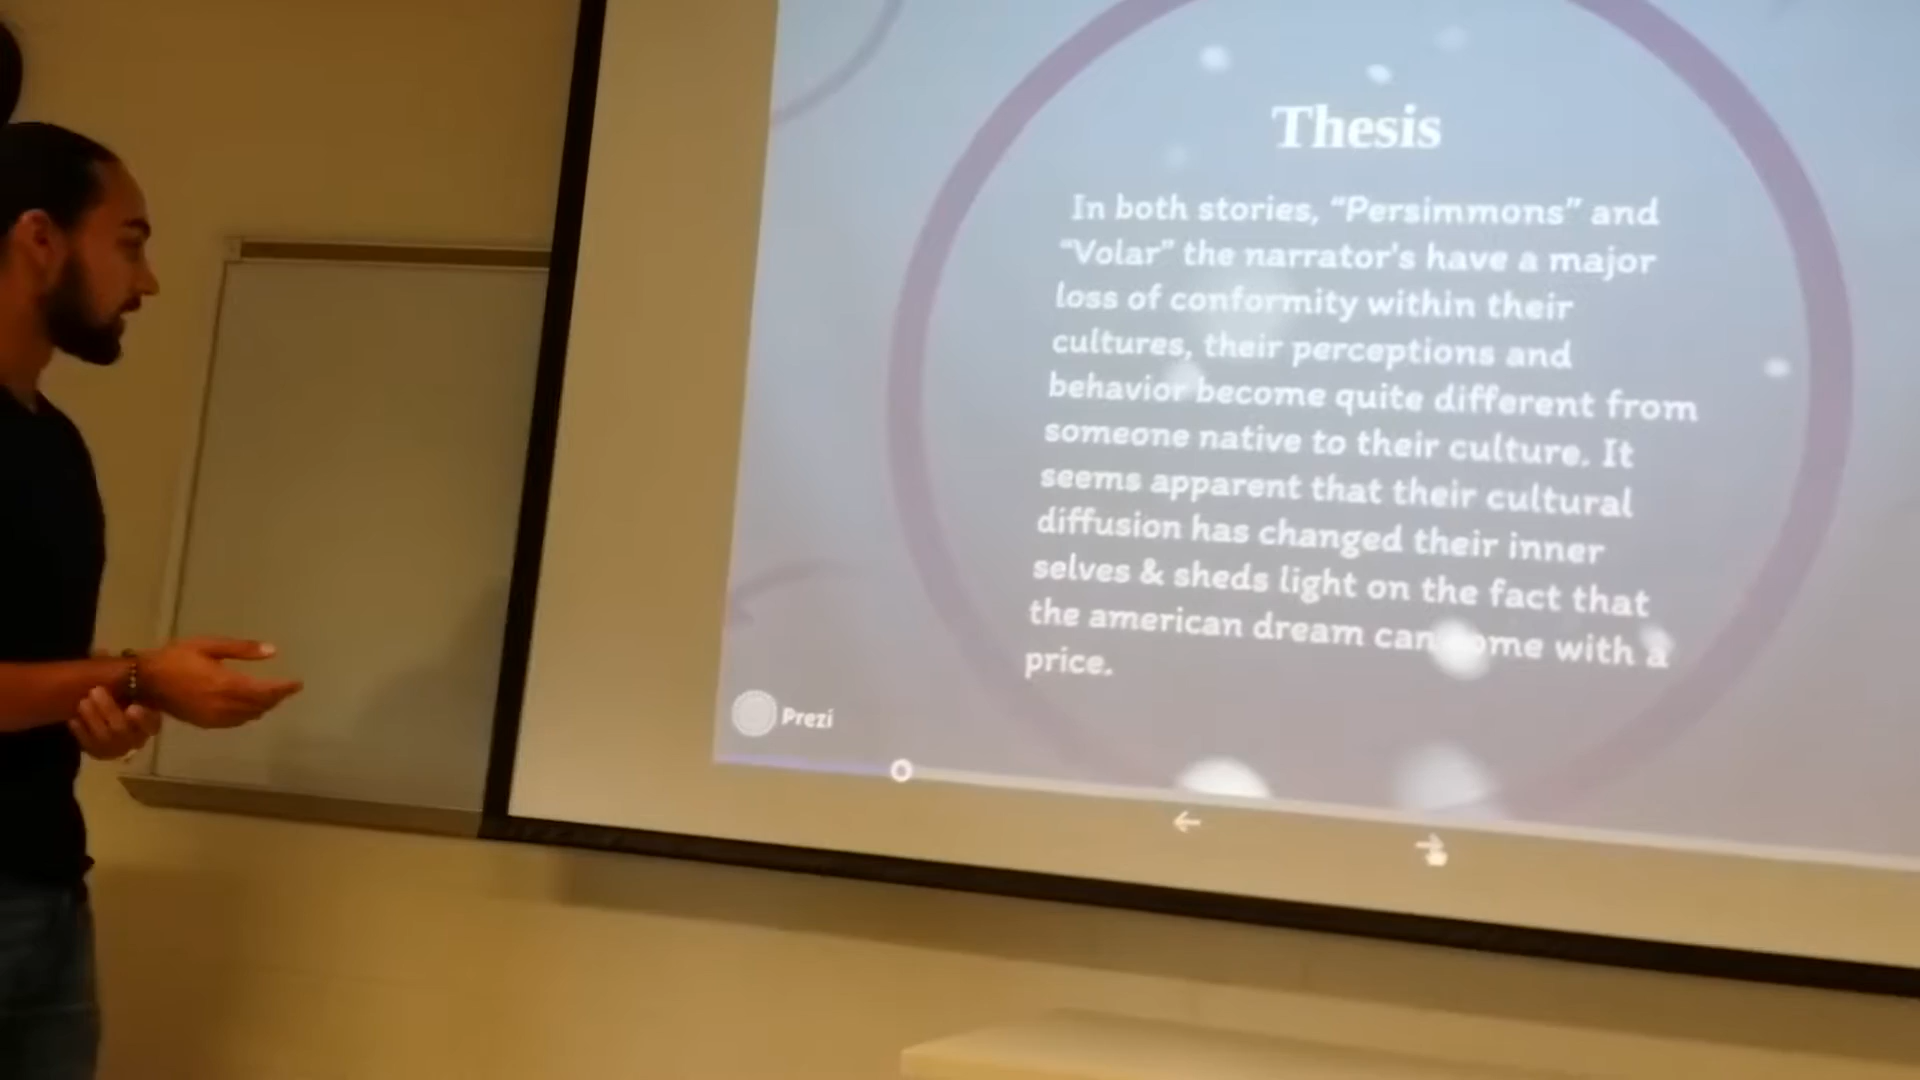 Thesis
In both stories, “Persimmons” and
“Volar” the narrator's have a major
loss of conformity within their
cultures, their perceptions and
behavior become quite different from
someone native to their culture. It
seems apparent that their cultural
diffusion has changed their inner
selves & sheds light on the fact that
the american dream can come with a
price.
Prezi